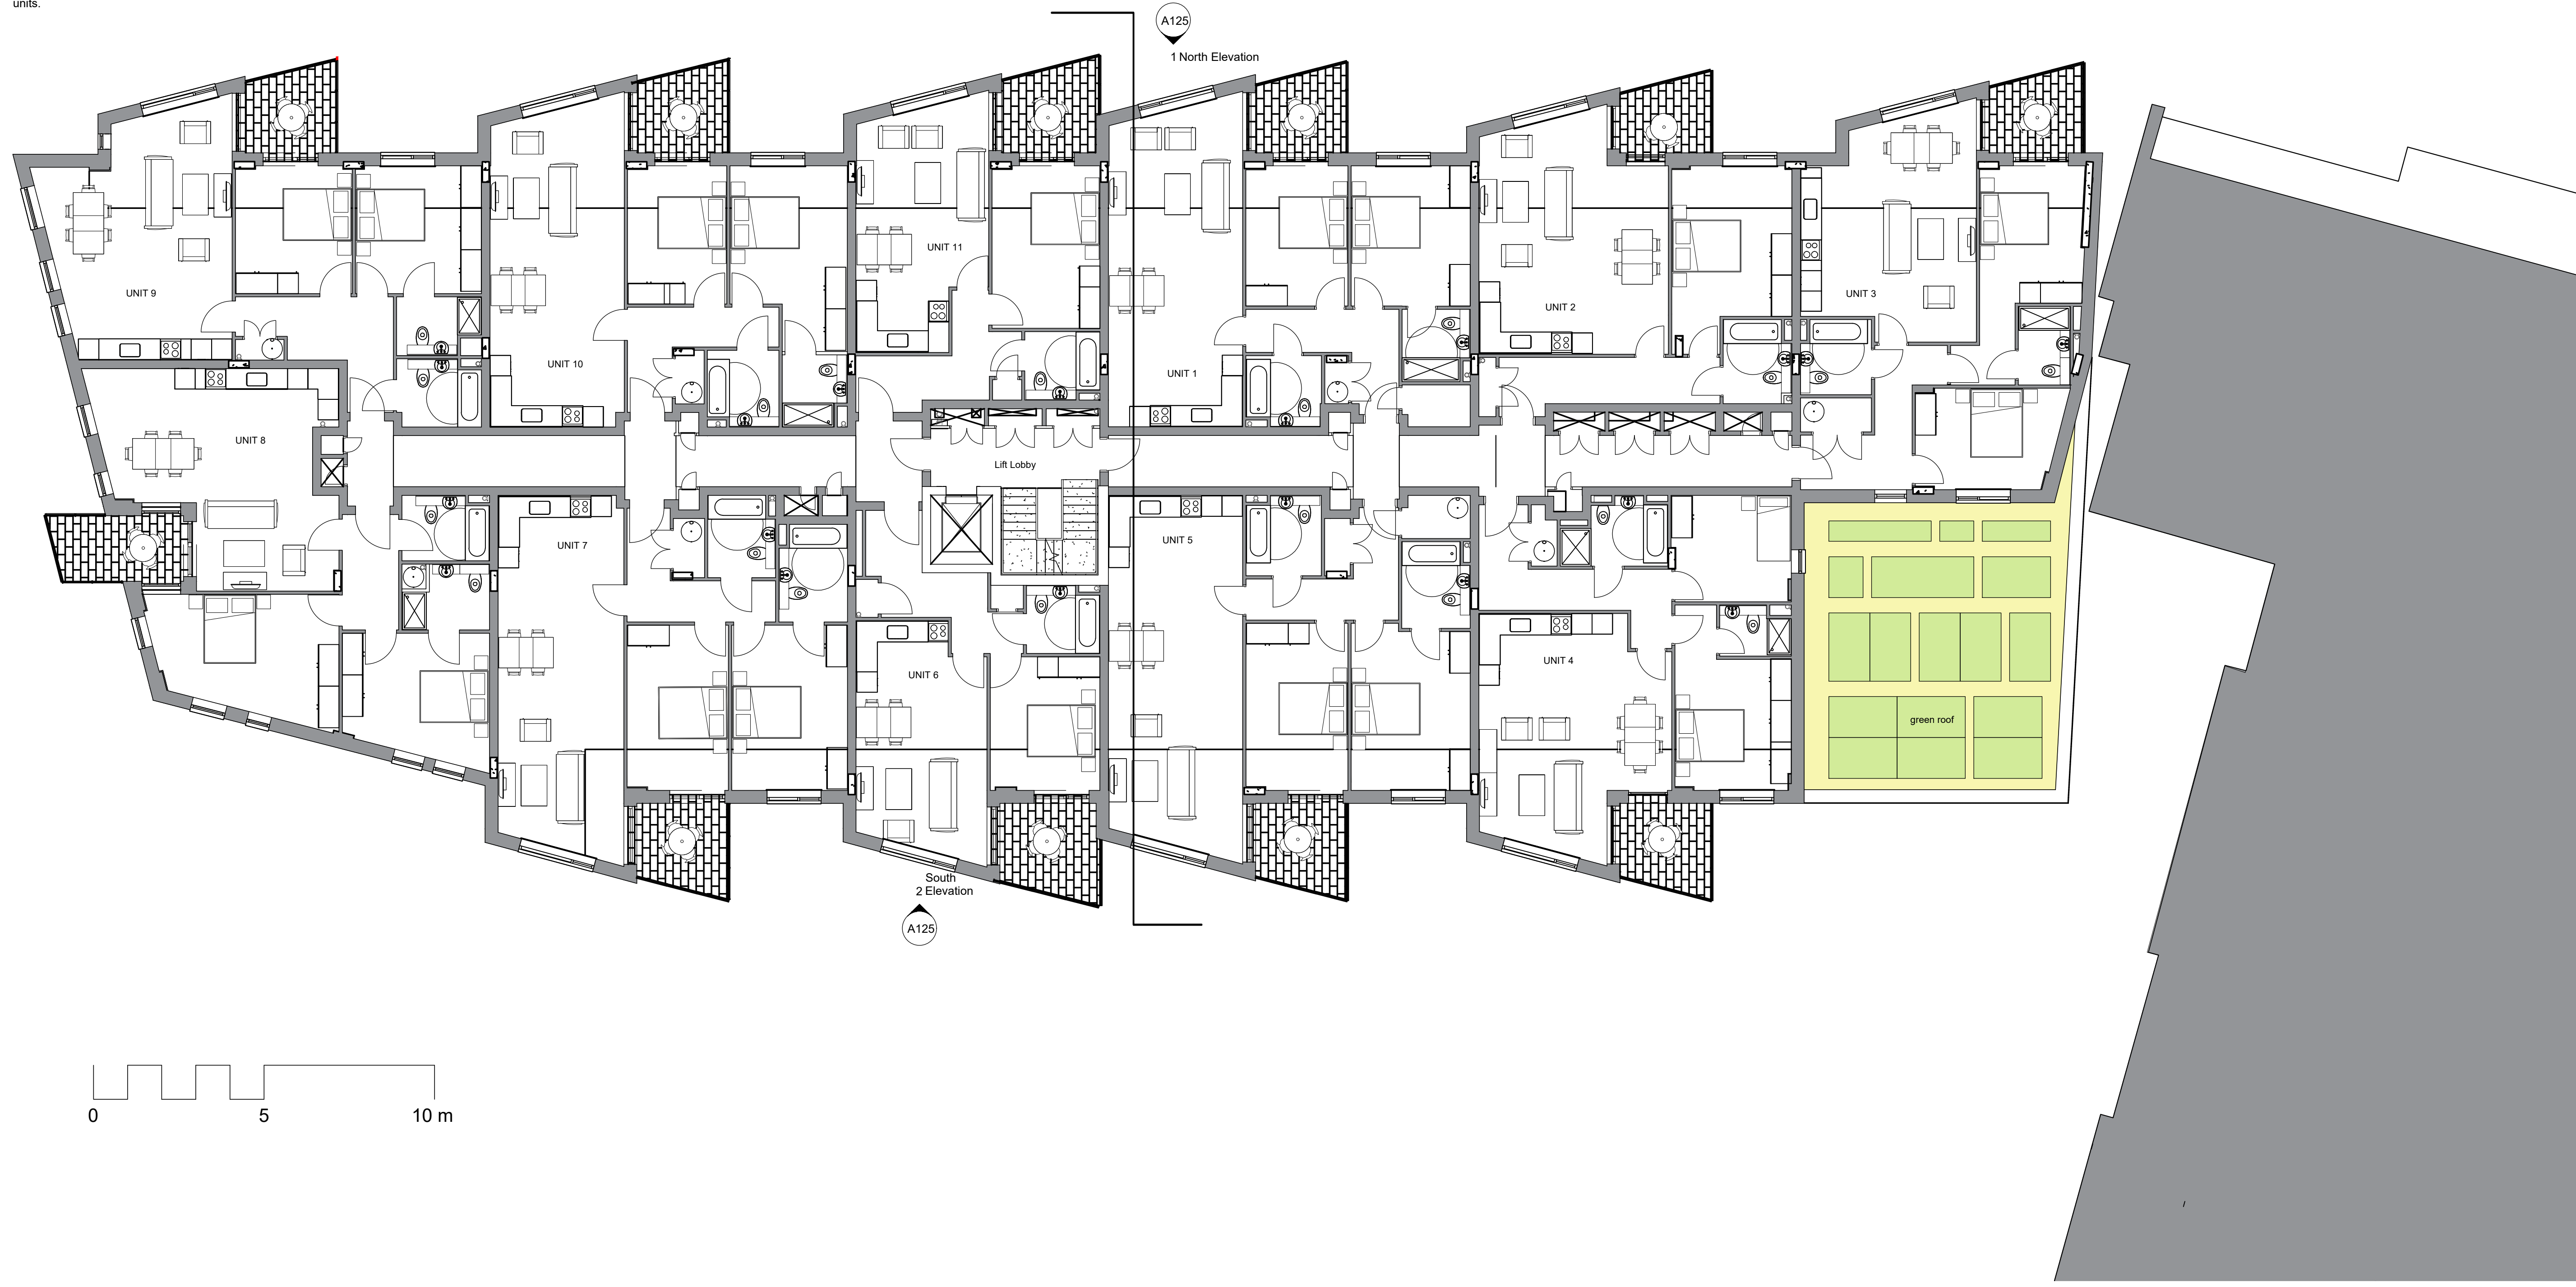 units.
A125
1 North Elevation
UNIT 11
UNIT 9
UNIT 3
UNIT 2
UNIT 10
UNIT 1
UNIT 8
Lift Lobby
UNIT 5
UNIT 7
UNIT 4
UNIT 6
green roof
South
2 Elevation
A125
0
5
10 m